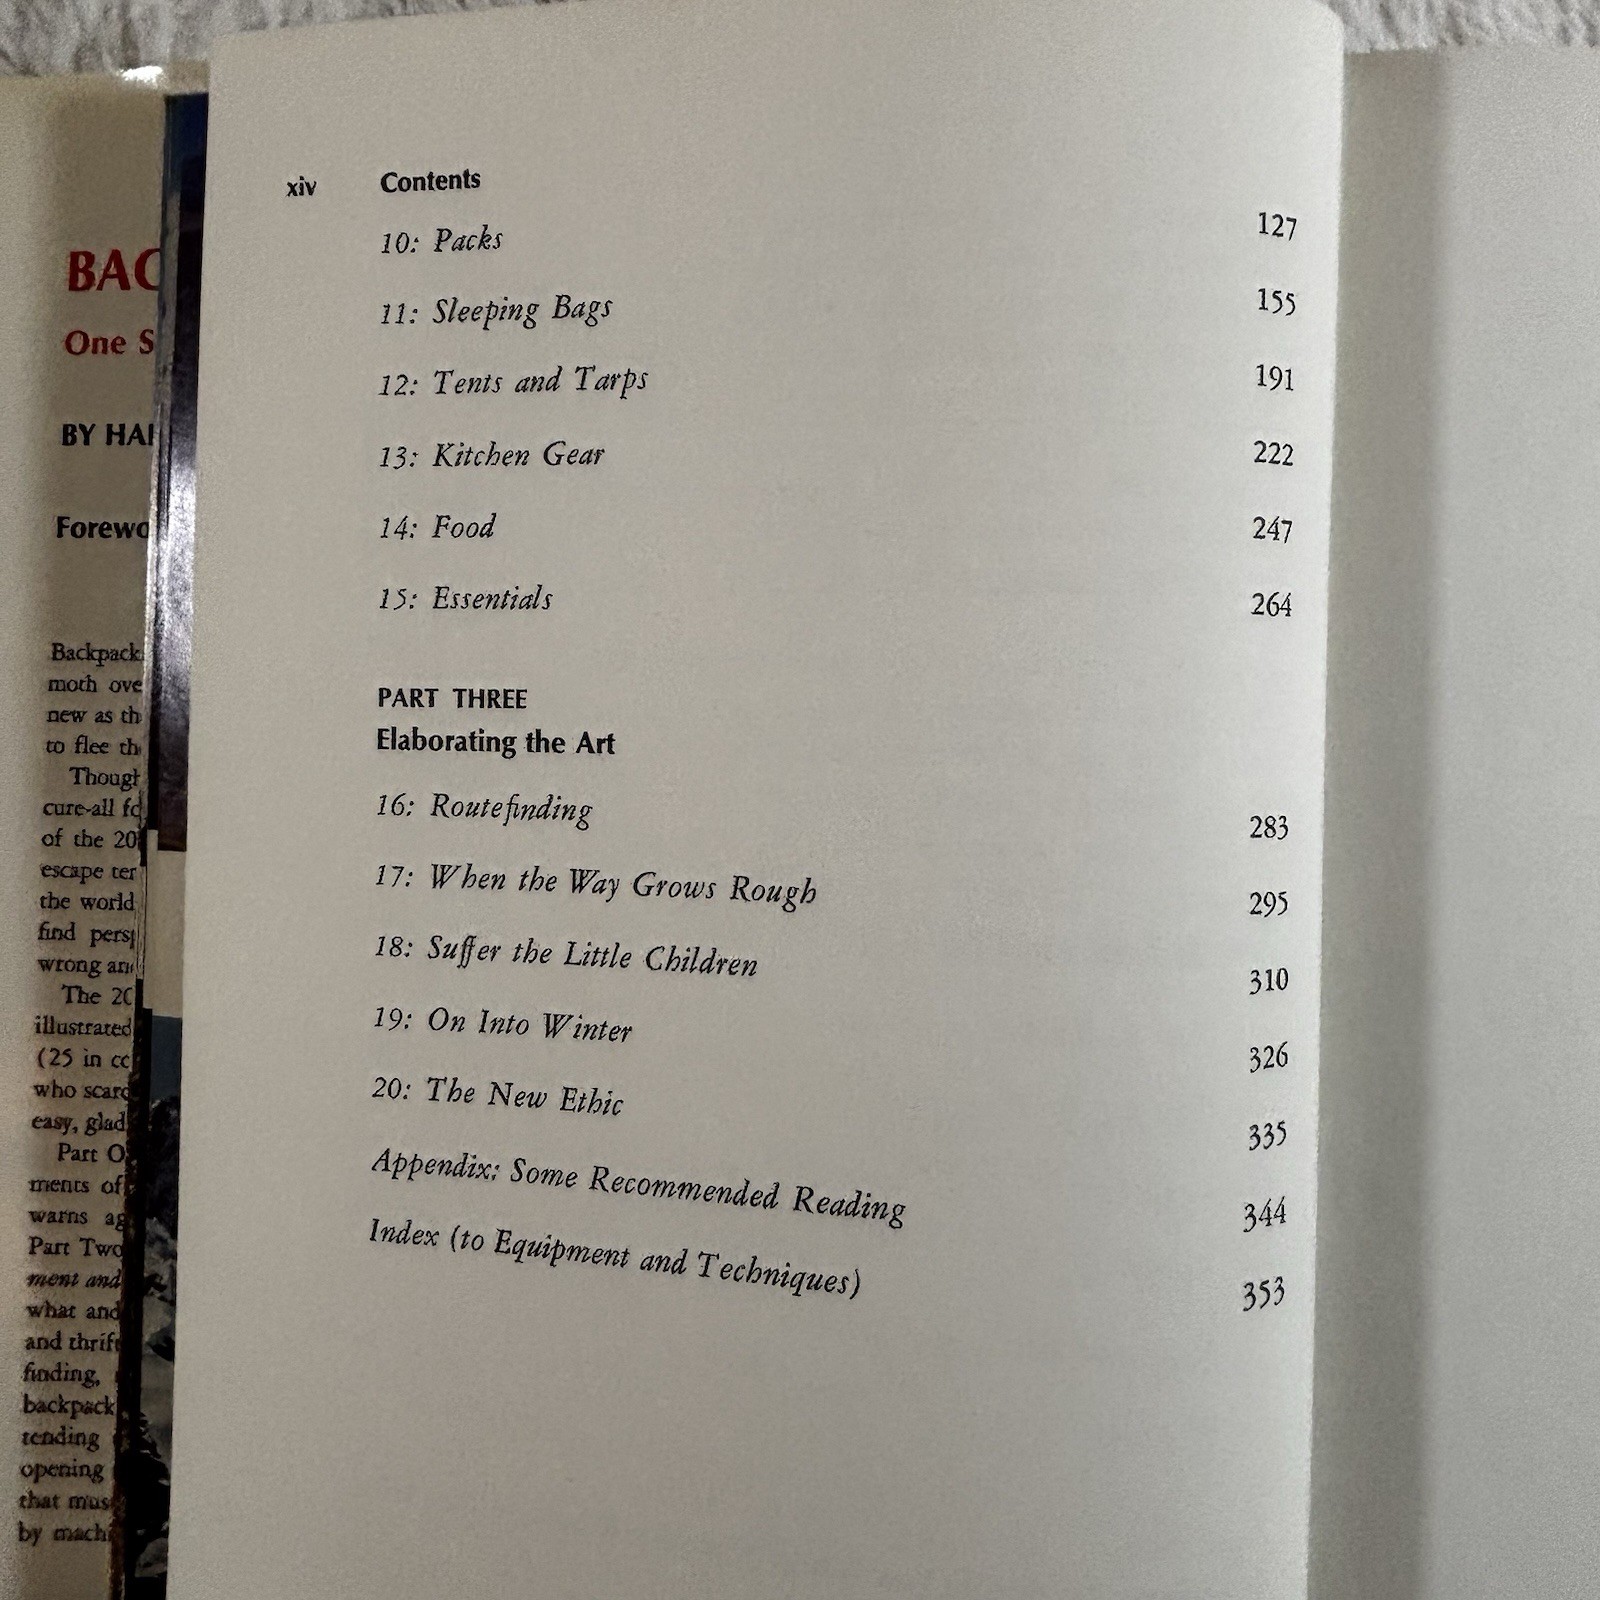 BAC
One S
BY HA
Forewo
Backpack
moth ove
new as th
to flee th
Though
cure-all fo
of the 20
escape ter
the world
find pers
wrong an
The 20
illustrated
(25 in co
who scarc
easy, glad
Part O
ments of
warns ag
Part Two
ment and
what and
and thrift
finding,
backpack
tending
opening
that mus
by machi
xiv Contents
10: Packs 127
11: Sleeping Bags 155
12: Tents and Tarps 191
13: Kitchen Gear 222
14: Food 247
15: Essentials 264
PART THREE
Elaborating the Art
16: Routefinding 283
17: When the Way Grows Rough 295
18: Suffer the Little Children 310
19: On Into Winter 326
20: The New Ethic 335
Appendix: Some Recommended Reading 344
Index (to Equipment and Techniques) 353